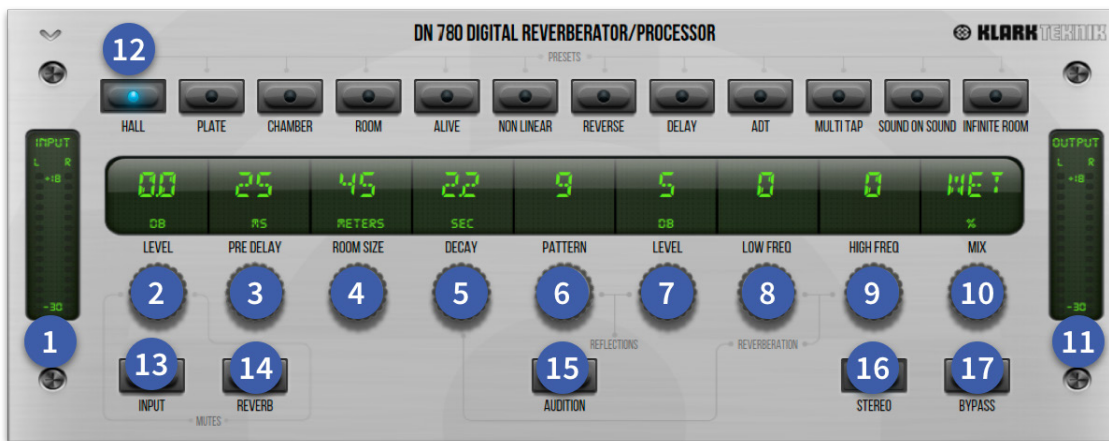 DN 780 DIGITAL REVERBERATOR/PROCESSOR
KLARK TEKNIK
12
PRESETS
HALL PLATE CHAMBER ROOM ALIVE NON LINEAR REVERSE DELAY ADT MULTI TAP SOUND ON SOUND INFINITE ROOM
INPUT
L R
+18
-30
1
0.0 25 45 2.2 9 5 0 0 WET
DB MS METERS SEC DB %
LEVEL PRE DELAY ROOM SIZE DECAY PATTERN LEVEL LOW FREQ HIGH FREQ MIX
2 3 4 5 6 7 8 9 10
REFLECTIONS REVERBERATION
13 14 15 16 17
INPUT REVERB AUDITION STEREO BYPASS
MUTES
OUTPUT
L R
+18
-30
11